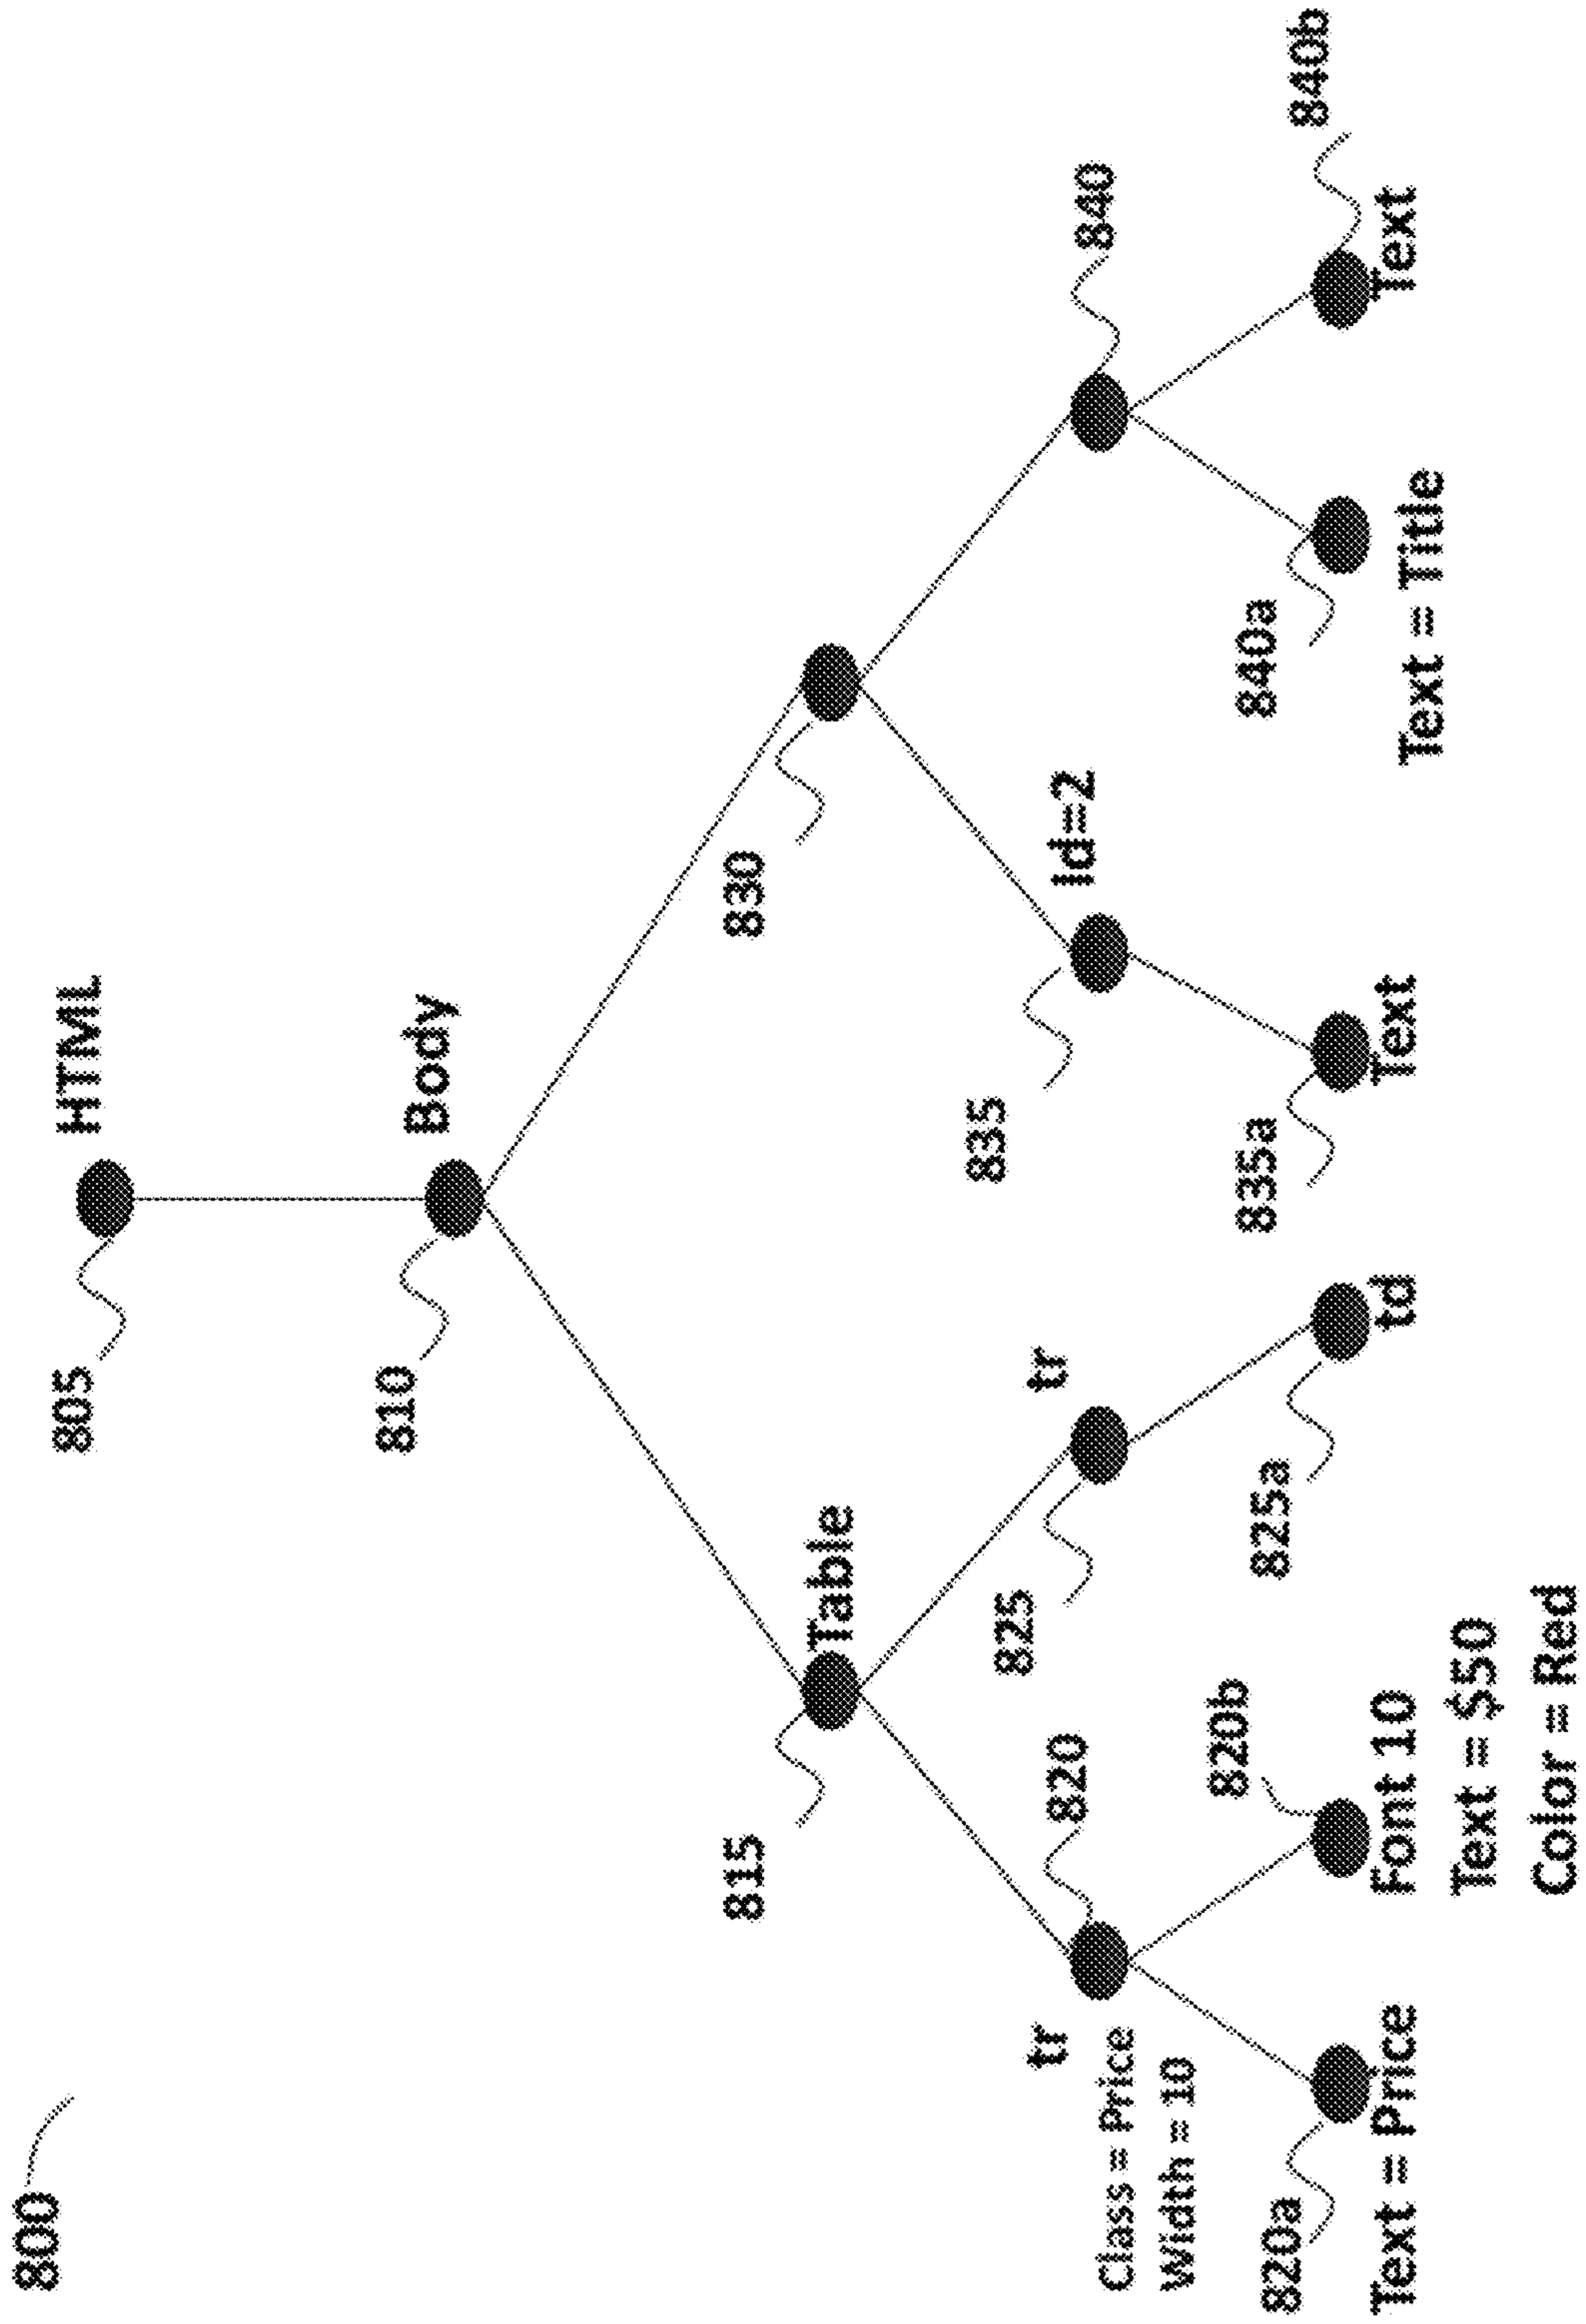 800
805
HTML
810
Body
815
Table
830
820
tr
Class = Price
Width = 10
825
tr
835
Id=2
840
820a
Text = Price
820b
Font 10
Text = $50
Color = Red
825a
td
835a
Text
840a
Text = Title
840b
Text